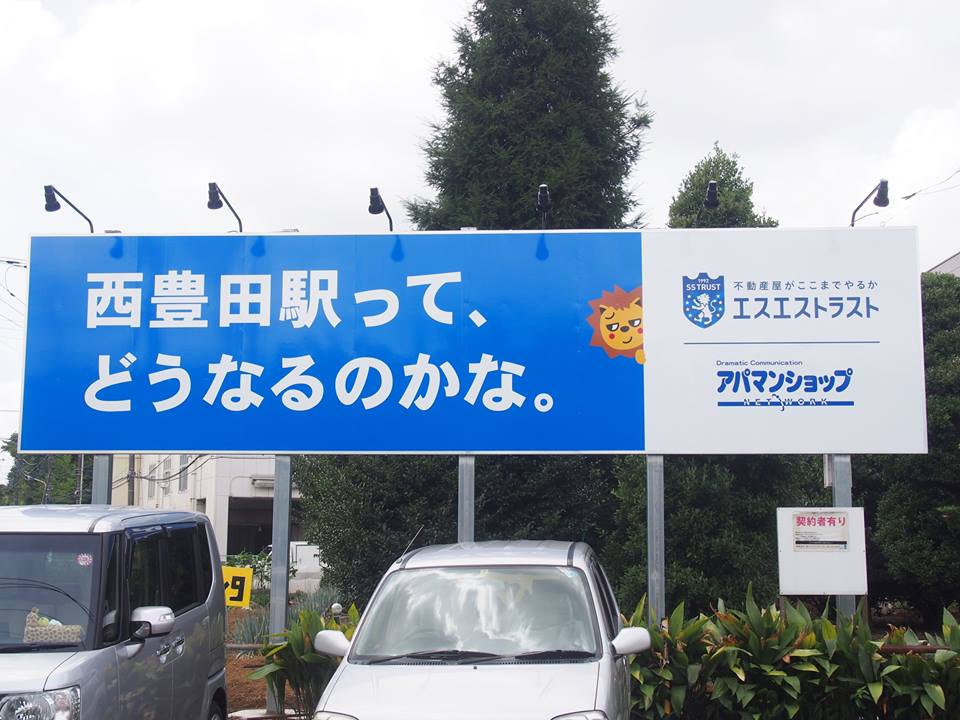 西豊田駅って、
どうなるのかな。
1992
SS TRUST
不動産屋がここまでやるか
エスエストラスト
Dramatic Communication
アパマンショップ
NETWORK
契約者有り